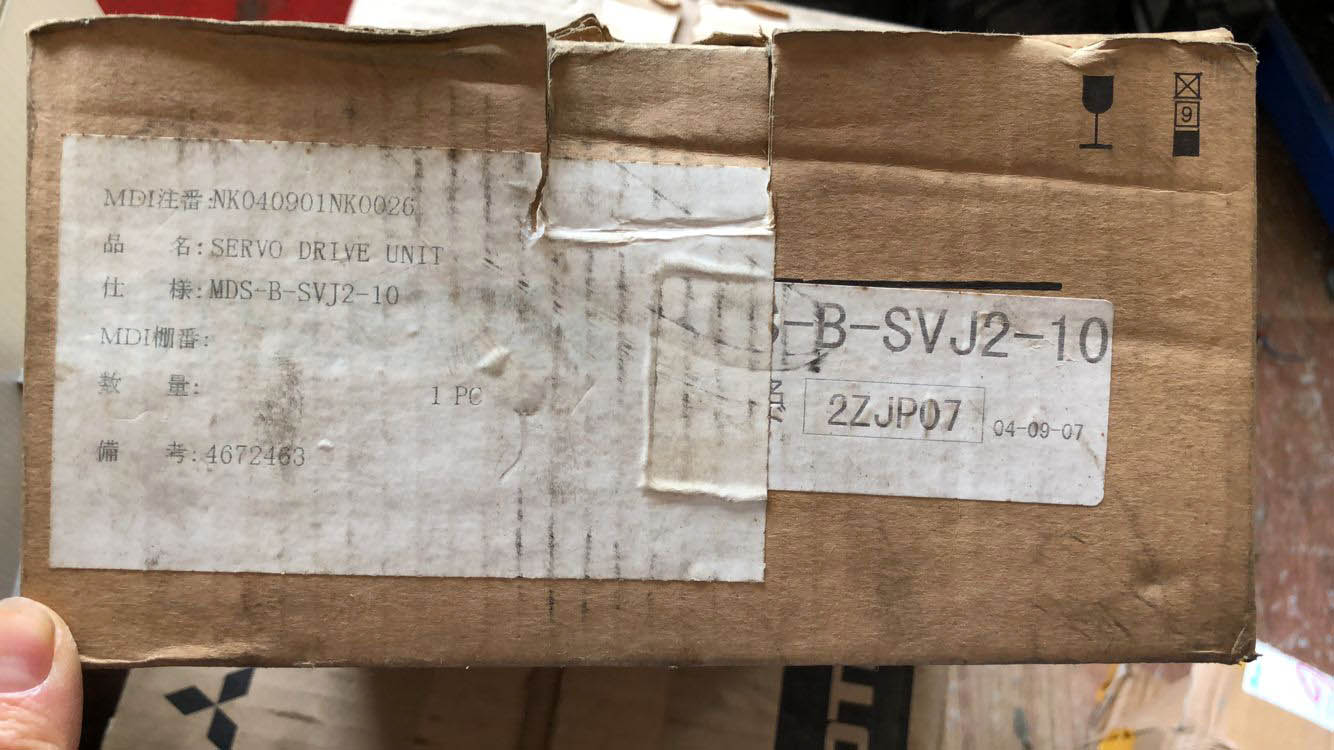 MDI注番:NK040901NK0026
品 名:SERVO DRIVE UNIT
仕 様:MDS-B-SVJ2-10
MDI棚番:
数 量: 1 PC
備 考:4672463
-B-SVJ2-10
2ZJP07 04-09-07
9